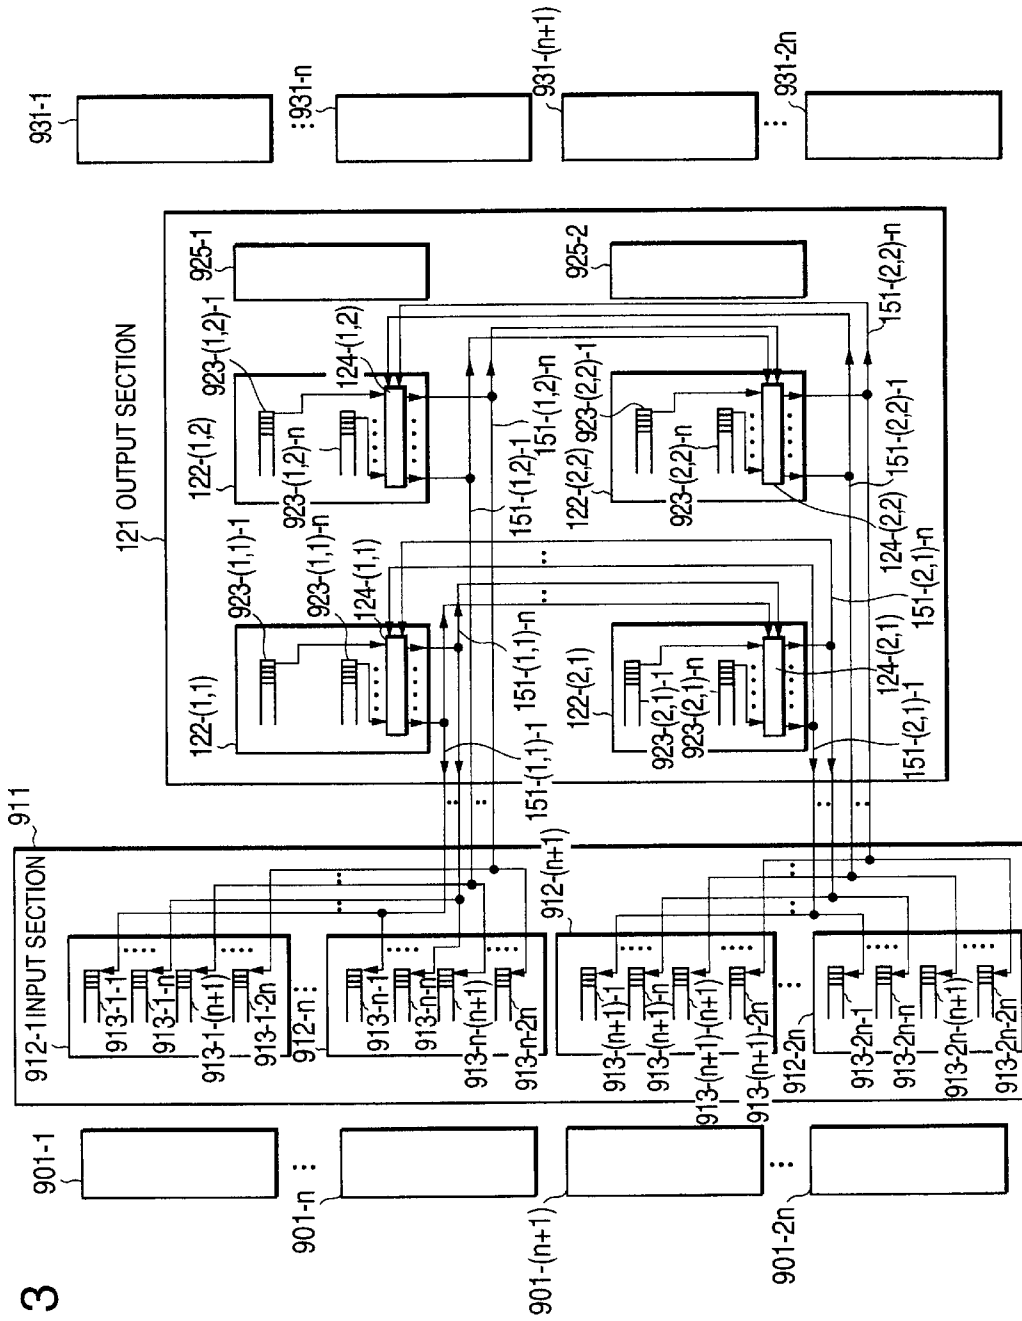 3
901-1
901-n
901-(n+1)
901-2n
911
912-1 INPUT SECTION
913-1-1
913-1-n
913-1-(n+1)
913-1-2n
912-n
913-n-1
913-n-n
913-n-(n+1)
913-n-2n
912-(n+1)
913-(n+1)-1
913-(n+1)-n
913-(n+1)-(n+1)
913-(n+1)-2n
912-2n
913-2n-1
913-2n-n
913-2n-(n+1)
913-2n-2n
121 OUTPUT SECTION
122-(1,1)
923-(1,1)-1
923-(1,1)-n
124-(1,1)
151-(1,1)-1
151-(1,1)-n
122-(1,2)
923-(1,2)-1
923-(1,2)-n
124-(1,2)
151-(1,2)-1
151-(1,2)-n
925-1
122-(2,1)
923-(2,1)-1
923-(2,1)-n
124-(2,1)
151-(2,1)-1
151-(2,1)-n
122-(2,2)
923-(2,2)-1
923-(2,2)-n
124-(2,2)
151-(2,2)-1
151-(2,2)-n
925-2
931-1
931-n
931-(n+1)
931-2n